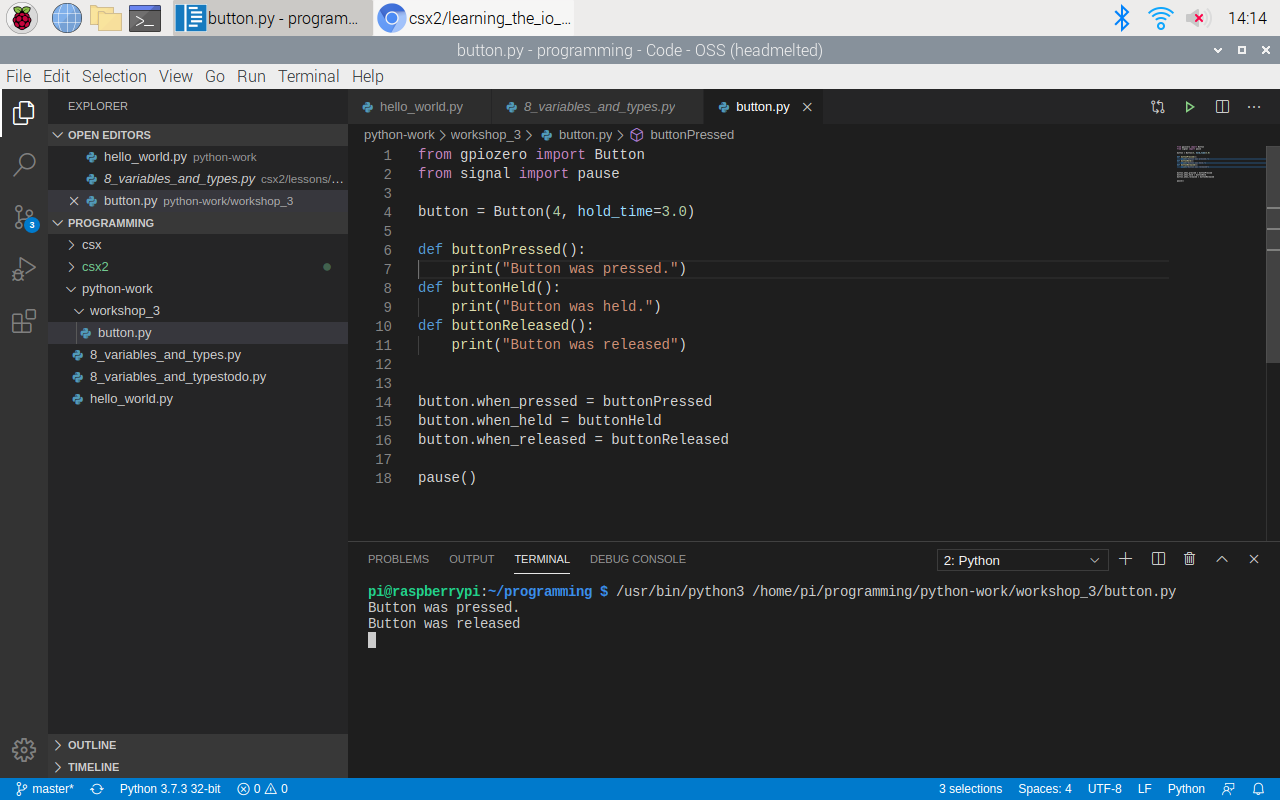 button.py - program…
csx2/learning_the_io_…
14:14
button.py - programming - Code - OSS (headmelted)
File Edit Selection View Go Run Terminal Help
EXPLORER
OPEN EDITORS
hello_world.py python-work
8_variables_and_types.py csx2/lessons/…
button.py python-work/workshop_3
3
PROGRAMMING
csx
csx2
python-work
workshop_3
button.py
8_variables_and_types.py
8_variables_and_typestodo.py
hello_world.py
OUTLINE
TIMELINE
hello_world.py 8_variables_and_types.py button.py
python-work > workshop_3 > button.py > buttonPressed
1 from gpiozero import Button
2 from signal import pause
3
4 button = Button(4, hold_time=3.0)
5
6 def buttonPressed():
7     print("Button was pressed.")
8 def buttonHeld():
9     print("Button was held.")
10 def buttonReleased():
11     print("Button was released")
12
13
14 button.when_pressed = buttonPressed
15 button.when_held = buttonHeld
16 button.when_released = buttonReleased
17
18 pause()
PROBLEMS OUTPUT TERMINAL DEBUG CONSOLE 2: Python
pi@raspberrypi:~/programming $ /usr/bin/python3 /home/pi/programming/python-work/workshop_3/button.py
Button was pressed.
Button was released
master* Python 3.7.3 32-bit 0 0 3 selections Spaces: 4 UTF-8 LF Python